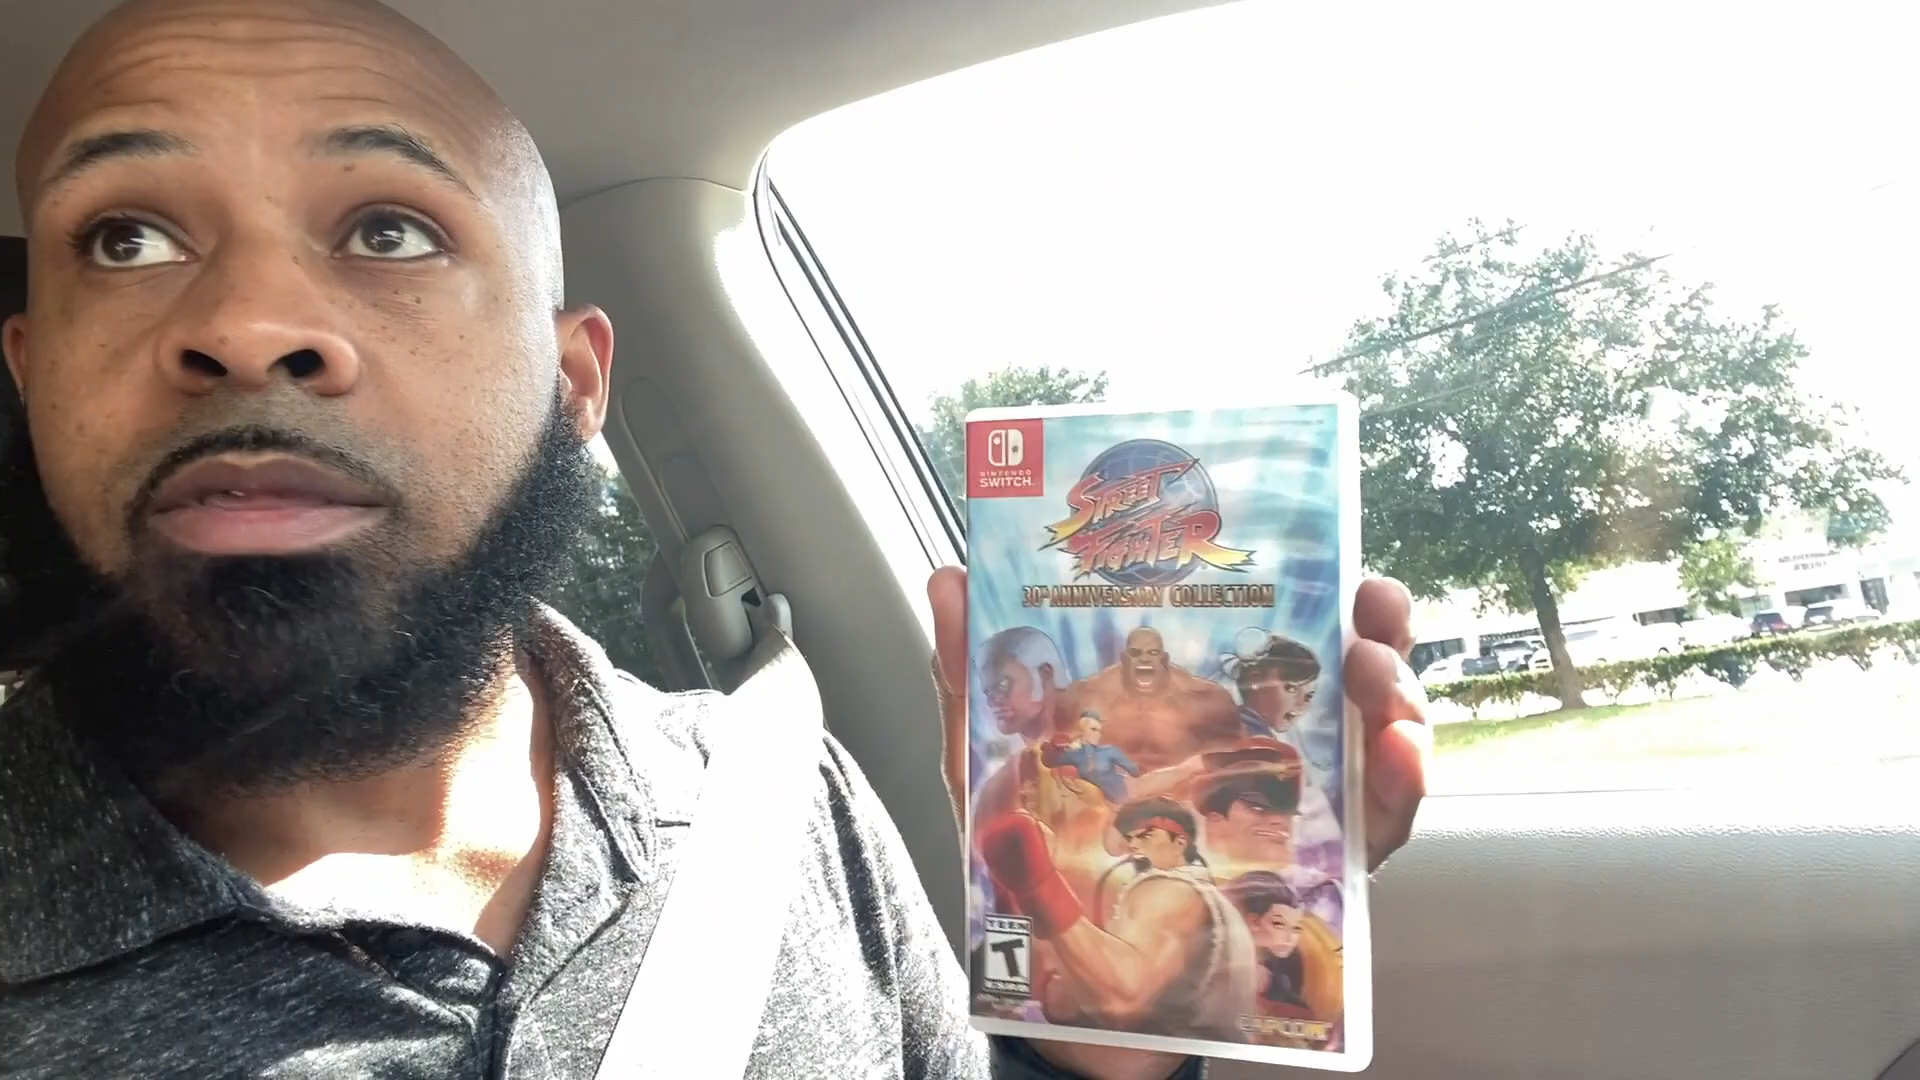 NINTENDO
SWITCH
STREET
FIGHTER
30th ANNIVERSARY COLLECTION
TEEN
T
ESRB
CAPCOM